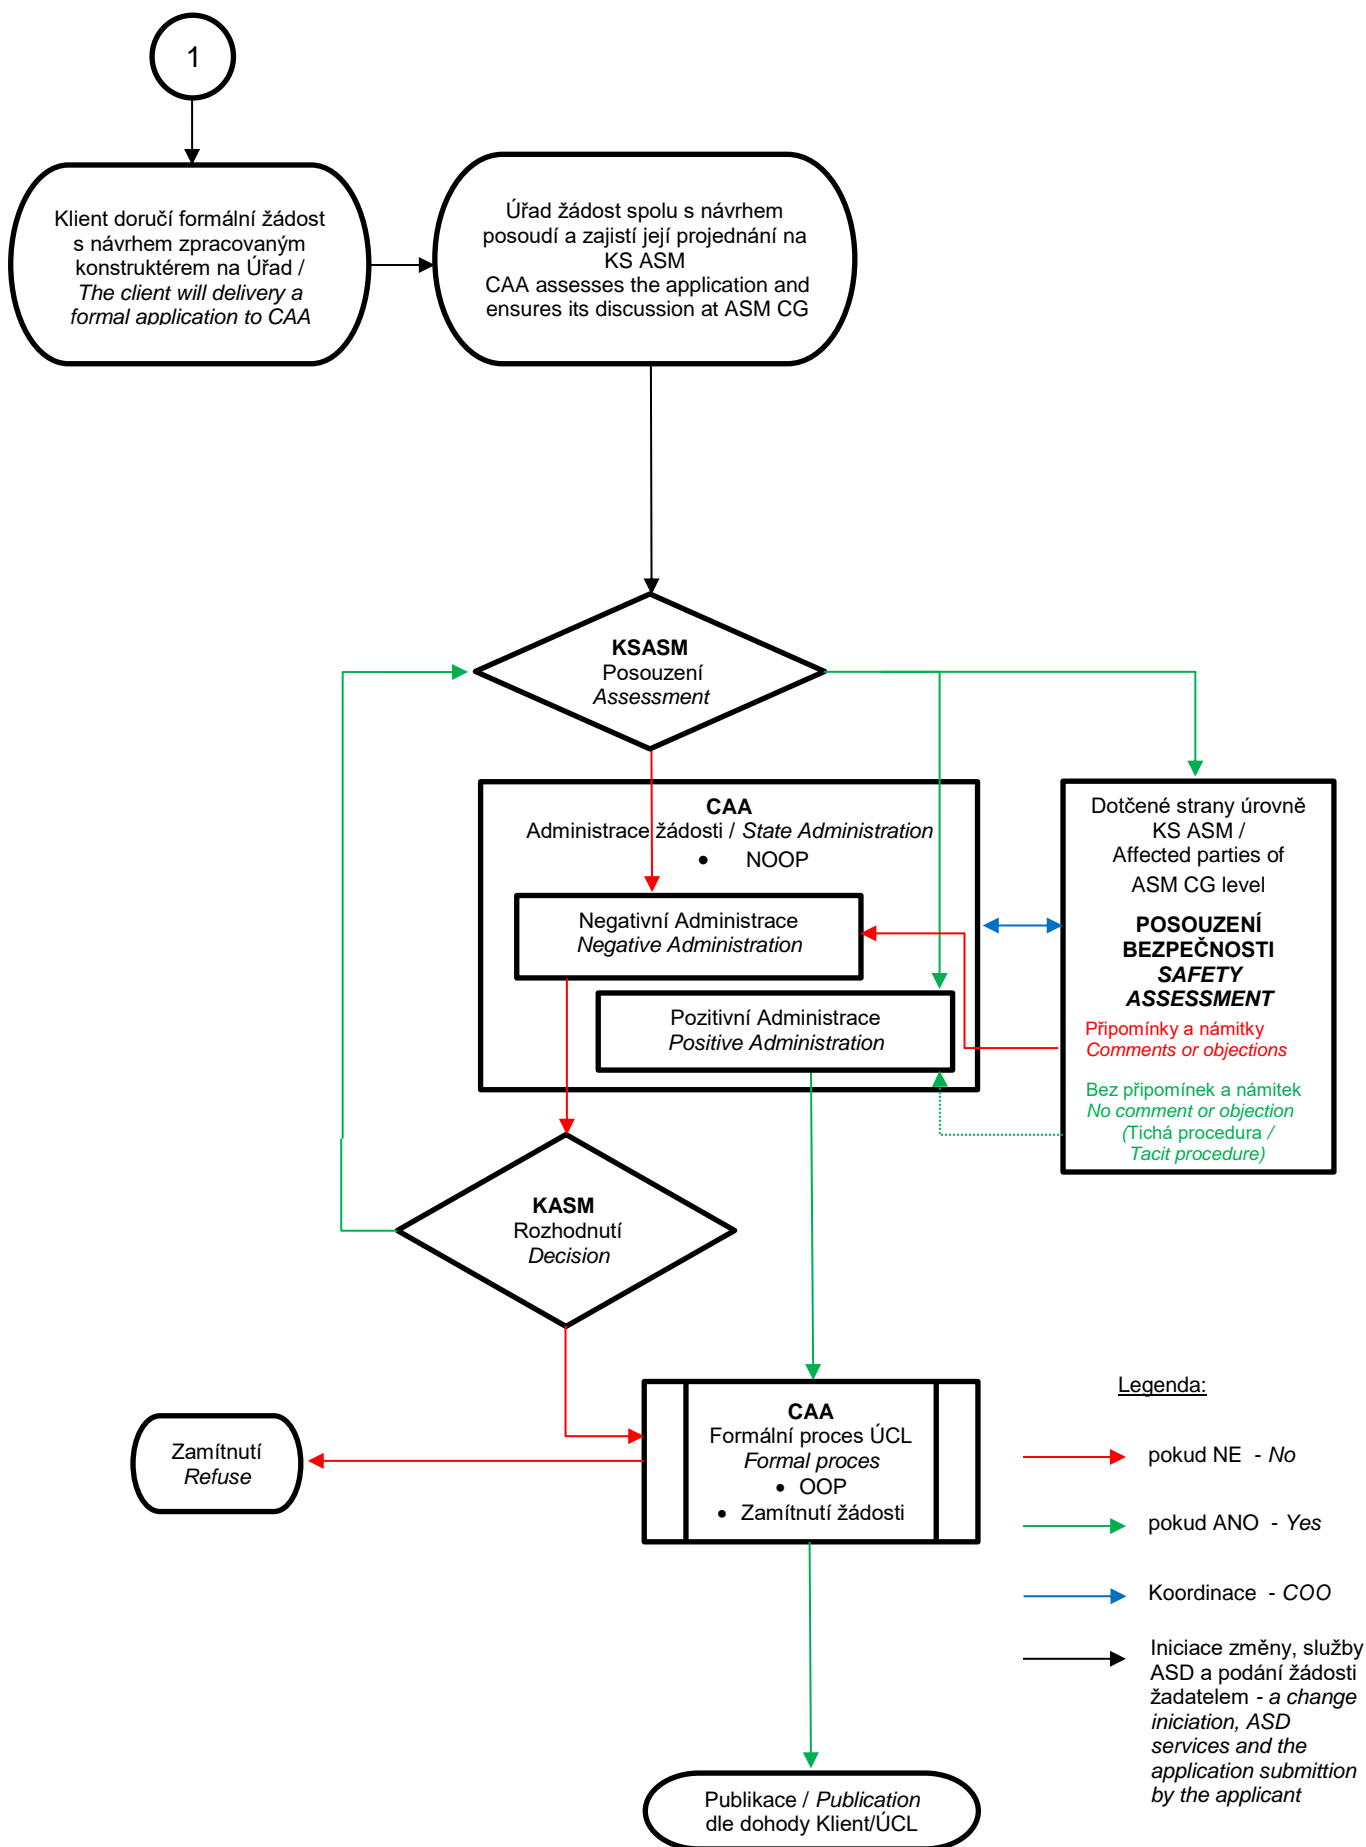 1
Klient doručí formální žádost
s návrhem zpracovaným
konstruktérem na Úřad /
The client will delivery a
formal application to CAA
Úřad žádost spolu s návrhem
posoudí a zajistí její projednání na
KS ASM
CAA assesses the application and
ensures its discussion at ASM CG
KSASM
Posouzení
Assessment
CAA
Administrace žádosti / State Administration
• NOOP
Negativní Administrace
Negative Administration
Pozitivní Administrace
Positive Administration
Dotčené strany úrovně
KS ASM /
Affected parties of
ASM CG level
POSOUZENÍ
BEZPEČNOSTI
SAFETY
ASSESSMENT
Připomínky a námitky
Comments or objections
Bez připomínek a námitek
No comment or objection
(Tichá procedura /
Tacit procedure)
KASM
Rozhodnutí
Decision
CAA
Formální proces ÚCL
Formal proces
• OOP
• Zamítnutí žádosti
Zamítnutí
Refuse
Publikace / Publication
dle dohody Klient/ÚCL
Legenda:
pokud NE - No
pokud ANO - Yes
Koordinace - COO
Iniciace změny, služby
ASD a podání žádosti
žadatelem - a change
iniciation, ASD
services and the
application submittion
by the applicant